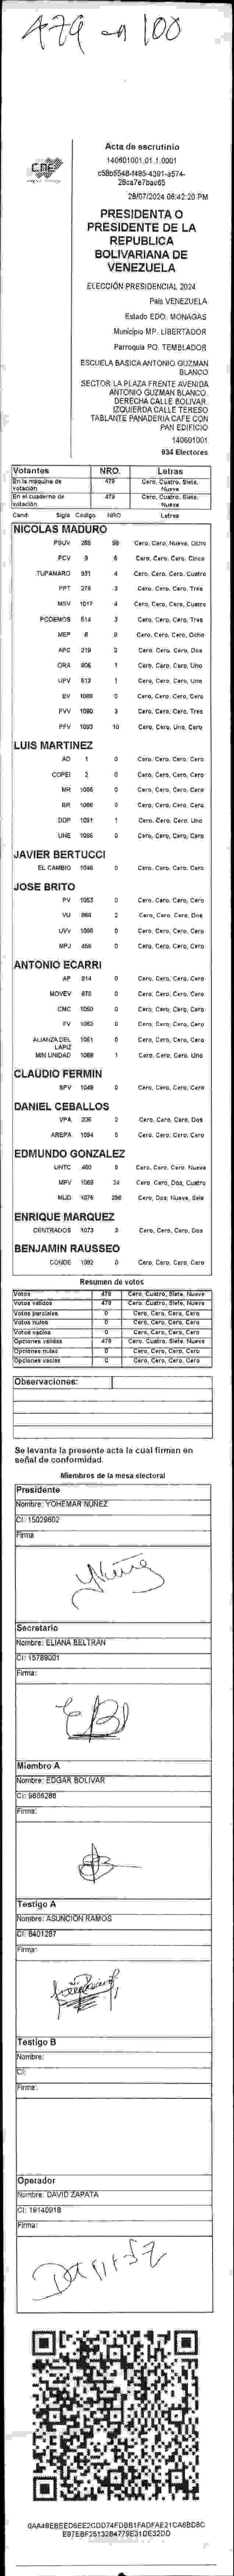 479 en 100
CNE
Acta de escrutinio
140601001.01.1.0001
28/07/2024 06:42:20 PM
PRESIDENTA O
PRESIDENTE DE LA
REPUBLICA
BOLIVARIANA DE
VENEZUELA
ELECCIÓN PRESIDENCIAL 2024
País VENEZUELA
Estado EDO. MONAGAS
Municipio MP. LIBERTADOR
Parroquia PQ. TEMBLADOR
ESCUELA BASICA ANTONIO GUZMAN
BLANCO
SECTOR LA PLAZA FRENTE AVENIDA
ANTONIO GUZMAN BLANCO.
DERECHA CALLE BOLIVAR.
IZQUIERDA CALLE TERESO
TABLANTE PANADERIA CAFE CON
PAN EDIFICIO
140601001
934 Electores
Votantes NRO. Letras
En la máquina de votación 479 Cero, Cuatro, Siete, Nueve
En el cuaderno de votación 479 Cero, Cuatro, Siete, Nueve
Cand. Sigla Código NRO Letras
NICOLAS MADURO
PSUV 288 98 Cero, Cero, Nueve, Ocho
PCV 9 5 Cero, Cero, Cero, Cinco
TUPAMARO 931 4 Cero, Cero, Cero, Cuatro
PPT 276 3 Cero, Cero, Cero, Tres
MSV 1017 4 Cero, Cero, Cero, Cuatro
PODEMOS 514 3 Cero, Cero, Cero, Tres
MEP 8 8 Cero, Cero, Cero, Ocho
APC 219 2 Cero, Cero, Cero, Dos
ORA 906 1 Cero, Cero, Cero, Uno
UPV 613 1 Cero, Cero, Cero, Uno
EV 1088 0 Cero, Cero, Cero, Cero
PVV 1090 3 Cero, Cero, Cero, Tres
PFV 1093 10 Cero, Cero, Uno, Cero
LUIS MARTINEZ
AD 1 0 Cero, Cero, Cero, Cero
COPEI 2 0 Cero, Cero, Cero, Cero
MR 1065 0 Cero, Cero, Cero, Cero
BR 1066 0 Cero, Cero, Cero, Cero
DDP 1091 1 Cero, Cero, Cero, Uno
UNE 1095 0 Cero, Cero, Cero, Cero
JAVIER BERTUCCI
EL CAMBIO 1048 0 Cero, Cero, Cero, Cero
JOSE BRITO
PV 1053 0 Cero, Cero, Cero, Cero
VU 968 2 Cero, Cero, Cero, Dos
UVV 1056 0 Cero, Cero, Cero, Cero
MPJ 458 0 Cero, Cero, Cero, Cero
ANTONIO ECARRI
AP 814 0 Cero, Cero, Cero, Cero
MOVEV 970 0 Cero, Cero, Cero, Cero
CMC 1050 0 Cero, Cero, Cero, Cero
FV 1062 0 Cero, Cero, Cero, Cero
ALIANZA DEL LAPIZ 1051 0 Cero, Cero, Cero, Cero
MIN UNIDAD 1068 1 Cero, Cero, Cero, Uno
CLAUDIO FERMIN
SPV 1049 0 Cero, Cero, Cero, Cero
DANIEL CEBALLOS
VPA 236 2 Cero, Cero, Cero, Dos
AREPA 1094 0 Cero, Cero, Cero, Cero
EDMUNDO GONZALEZ
UNTC 460 9 Cero, Cero, Cero, Nueve
MPV 1069 24 Cero, Cero, Dos, Cuatro
MUD 1076 296 Cero, Dos, Nueve, Seis
ENRIQUE MARQUEZ
CENTRADOS 1073 2 Cero, Cero, Cero, Dos
BENJAMIN RAUSSEO
CONDE 1092 0 Cero, Cero, Cero, Cero
Resumen de votos
Votos 479 Cero, Cuatro, Siete, Nueve
Votos válidos 479 Cero, Cuatro, Siete, Nueve
Votos parciales 0 Cero, Cero, Cero, Cero
Votos nulos 0 Cero, Cero, Cero, Cero
Votos vacíos 0 Cero, Cero, Cero, Cero
Opciones válidas 479 Cero, Cuatro, Siete, Nueve
Opciones nulas 0 Cero, Cero, Cero, Cero
Opciones vacías 0 Cero, Cero, Cero, Cero
Observaciones:
Se levanta la presente acta la cual firman en
señal de conformidad.
Miembros de la mesa electoral
Presidente
Nombre: YOHEMAR NUÑEZ
CI: 15029602
Firma
Nuñez
Secretario
Nombre: ELIANA BELTRAN
CI: 15789001
Firma:
Miembro A
Nombre: EDGAR BOLIVAR
CI: 9866288
Firma:
Testigo A
Nombre: ASUNCION RAMOS
CI: 8401287
Firma:
Testigo B
Nombre:
CI:
Firma:
Operador
Nombre: DAVID ZAPATA
CI: 19140918
Firma: